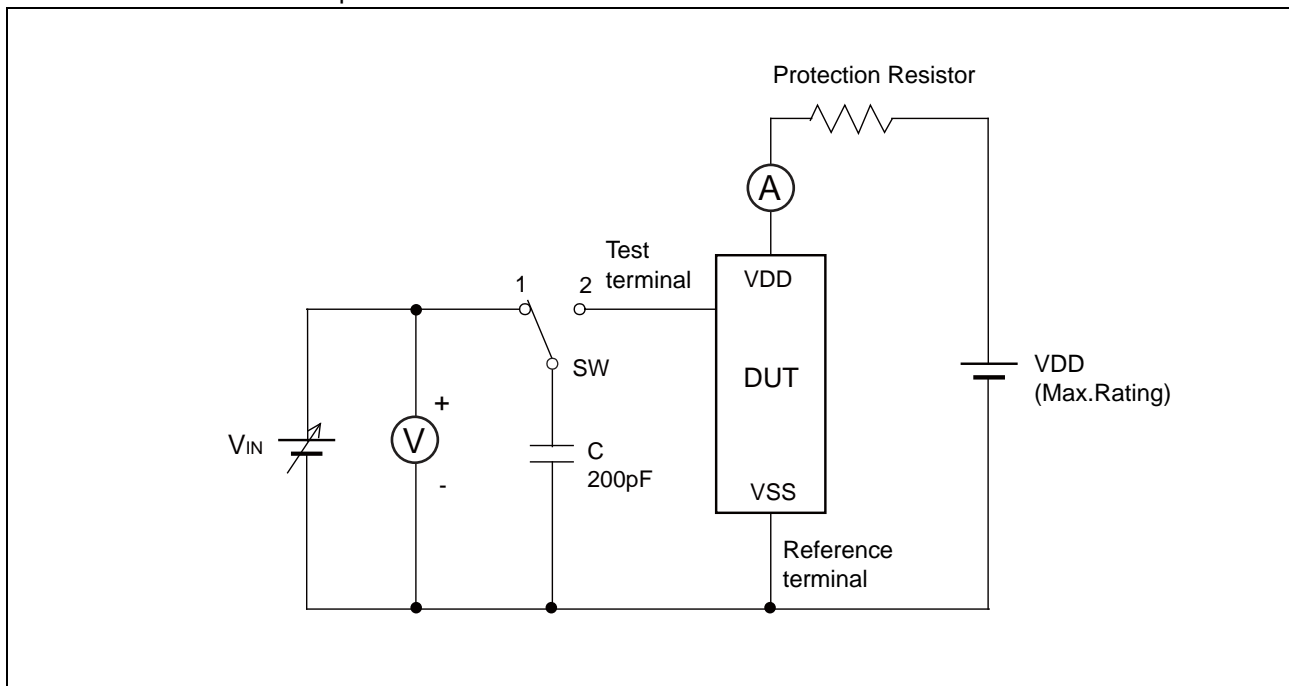 Protection Resistor
A
Test
terminal
1
2
VDD
SW
DUT
VDD
(Max.Rating)
VIN
+
V
-
C
200pF
VSS
Reference
terminal